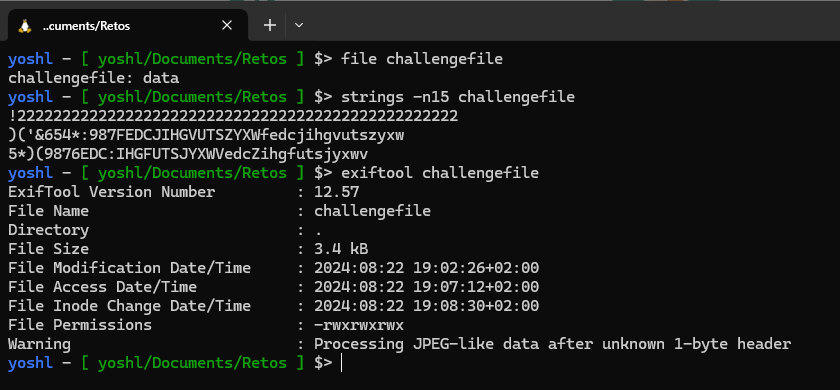 ..cuments/Retos
yoshl - [ yoshl/Documents/Retos ] $> file challengefile
challengefile: data
yoshl - [ yoshl/Documents/Retos ] $> strings -n15 challengefile
!22222222222222222222222222222222222222222222222222
)('&654*:987FEDCJIHGVUTSZYXWfedcjihgvutszyxw
5*)(9876EDC:IHGFUTSJYXWVedcZihgfutsjyxwv
yoshl - [ yoshl/Documents/Retos ] $> exiftool challengefile
ExifTool Version Number         : 12.57
File Name                       : challengefile
Directory                       : .
File Size                       : 3.4 kB
File Modification Date/Time     : 2024:08:22 19:02:26+02:00
File Access Date/Time           : 2024:08:22 19:07:12+02:00
File Inode Change Date/Time     : 2024:08:22 19:08:30+02:00
File Permissions                : -rwxrwxrwx
Warning                         : Processing JPEG-like data after unknown 1-byte header
yoshl - [ yoshl/Documents/Retos ] $>